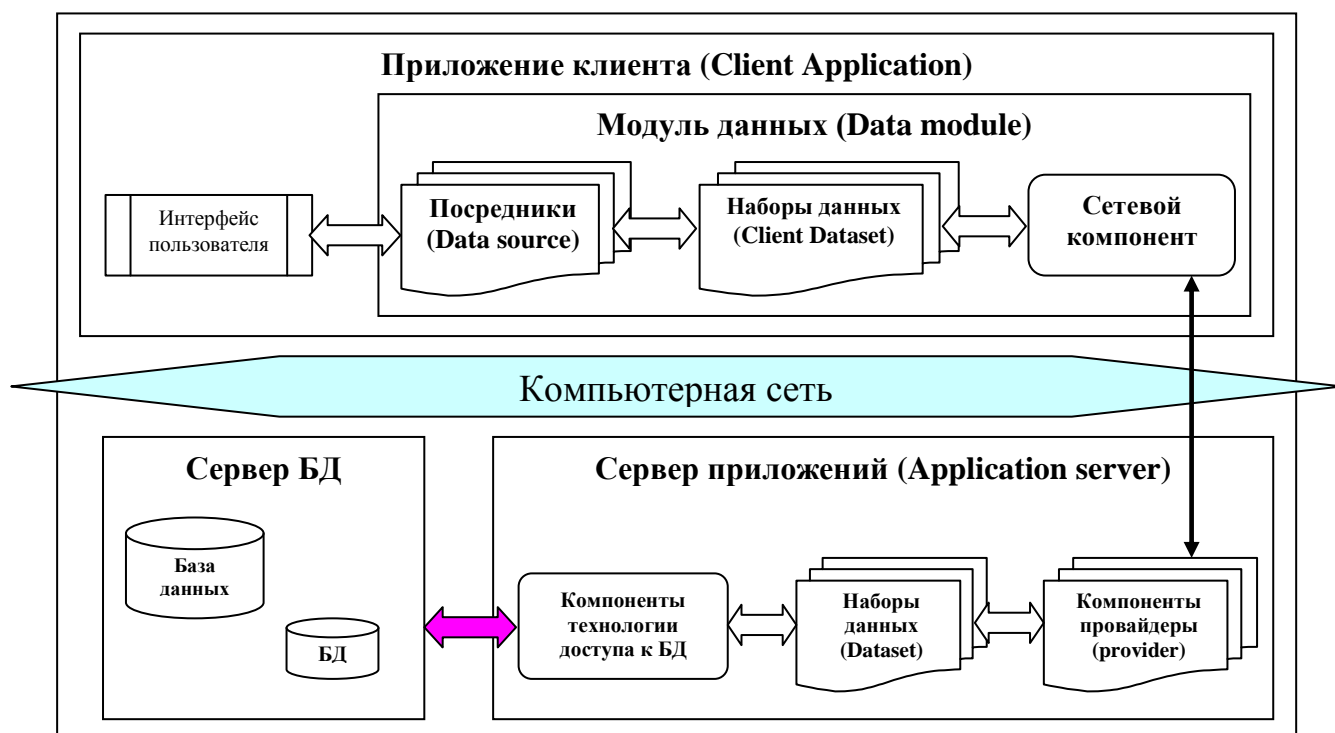 Приложение клиента (Client Application)
Модуль данных (Data module)
Интерфейс
пользователя
Посредники
(Data source)
Наборы данных
(Client Dataset)
Сетевой
компонент
Компьютерная сеть
Сервер БД
База
данных
БД
Сервер приложений (Application server)
Компоненты
технологии
доступа к БД
Наборы
данных
(Dataset)
Компоненты
провайдеры
(provider)